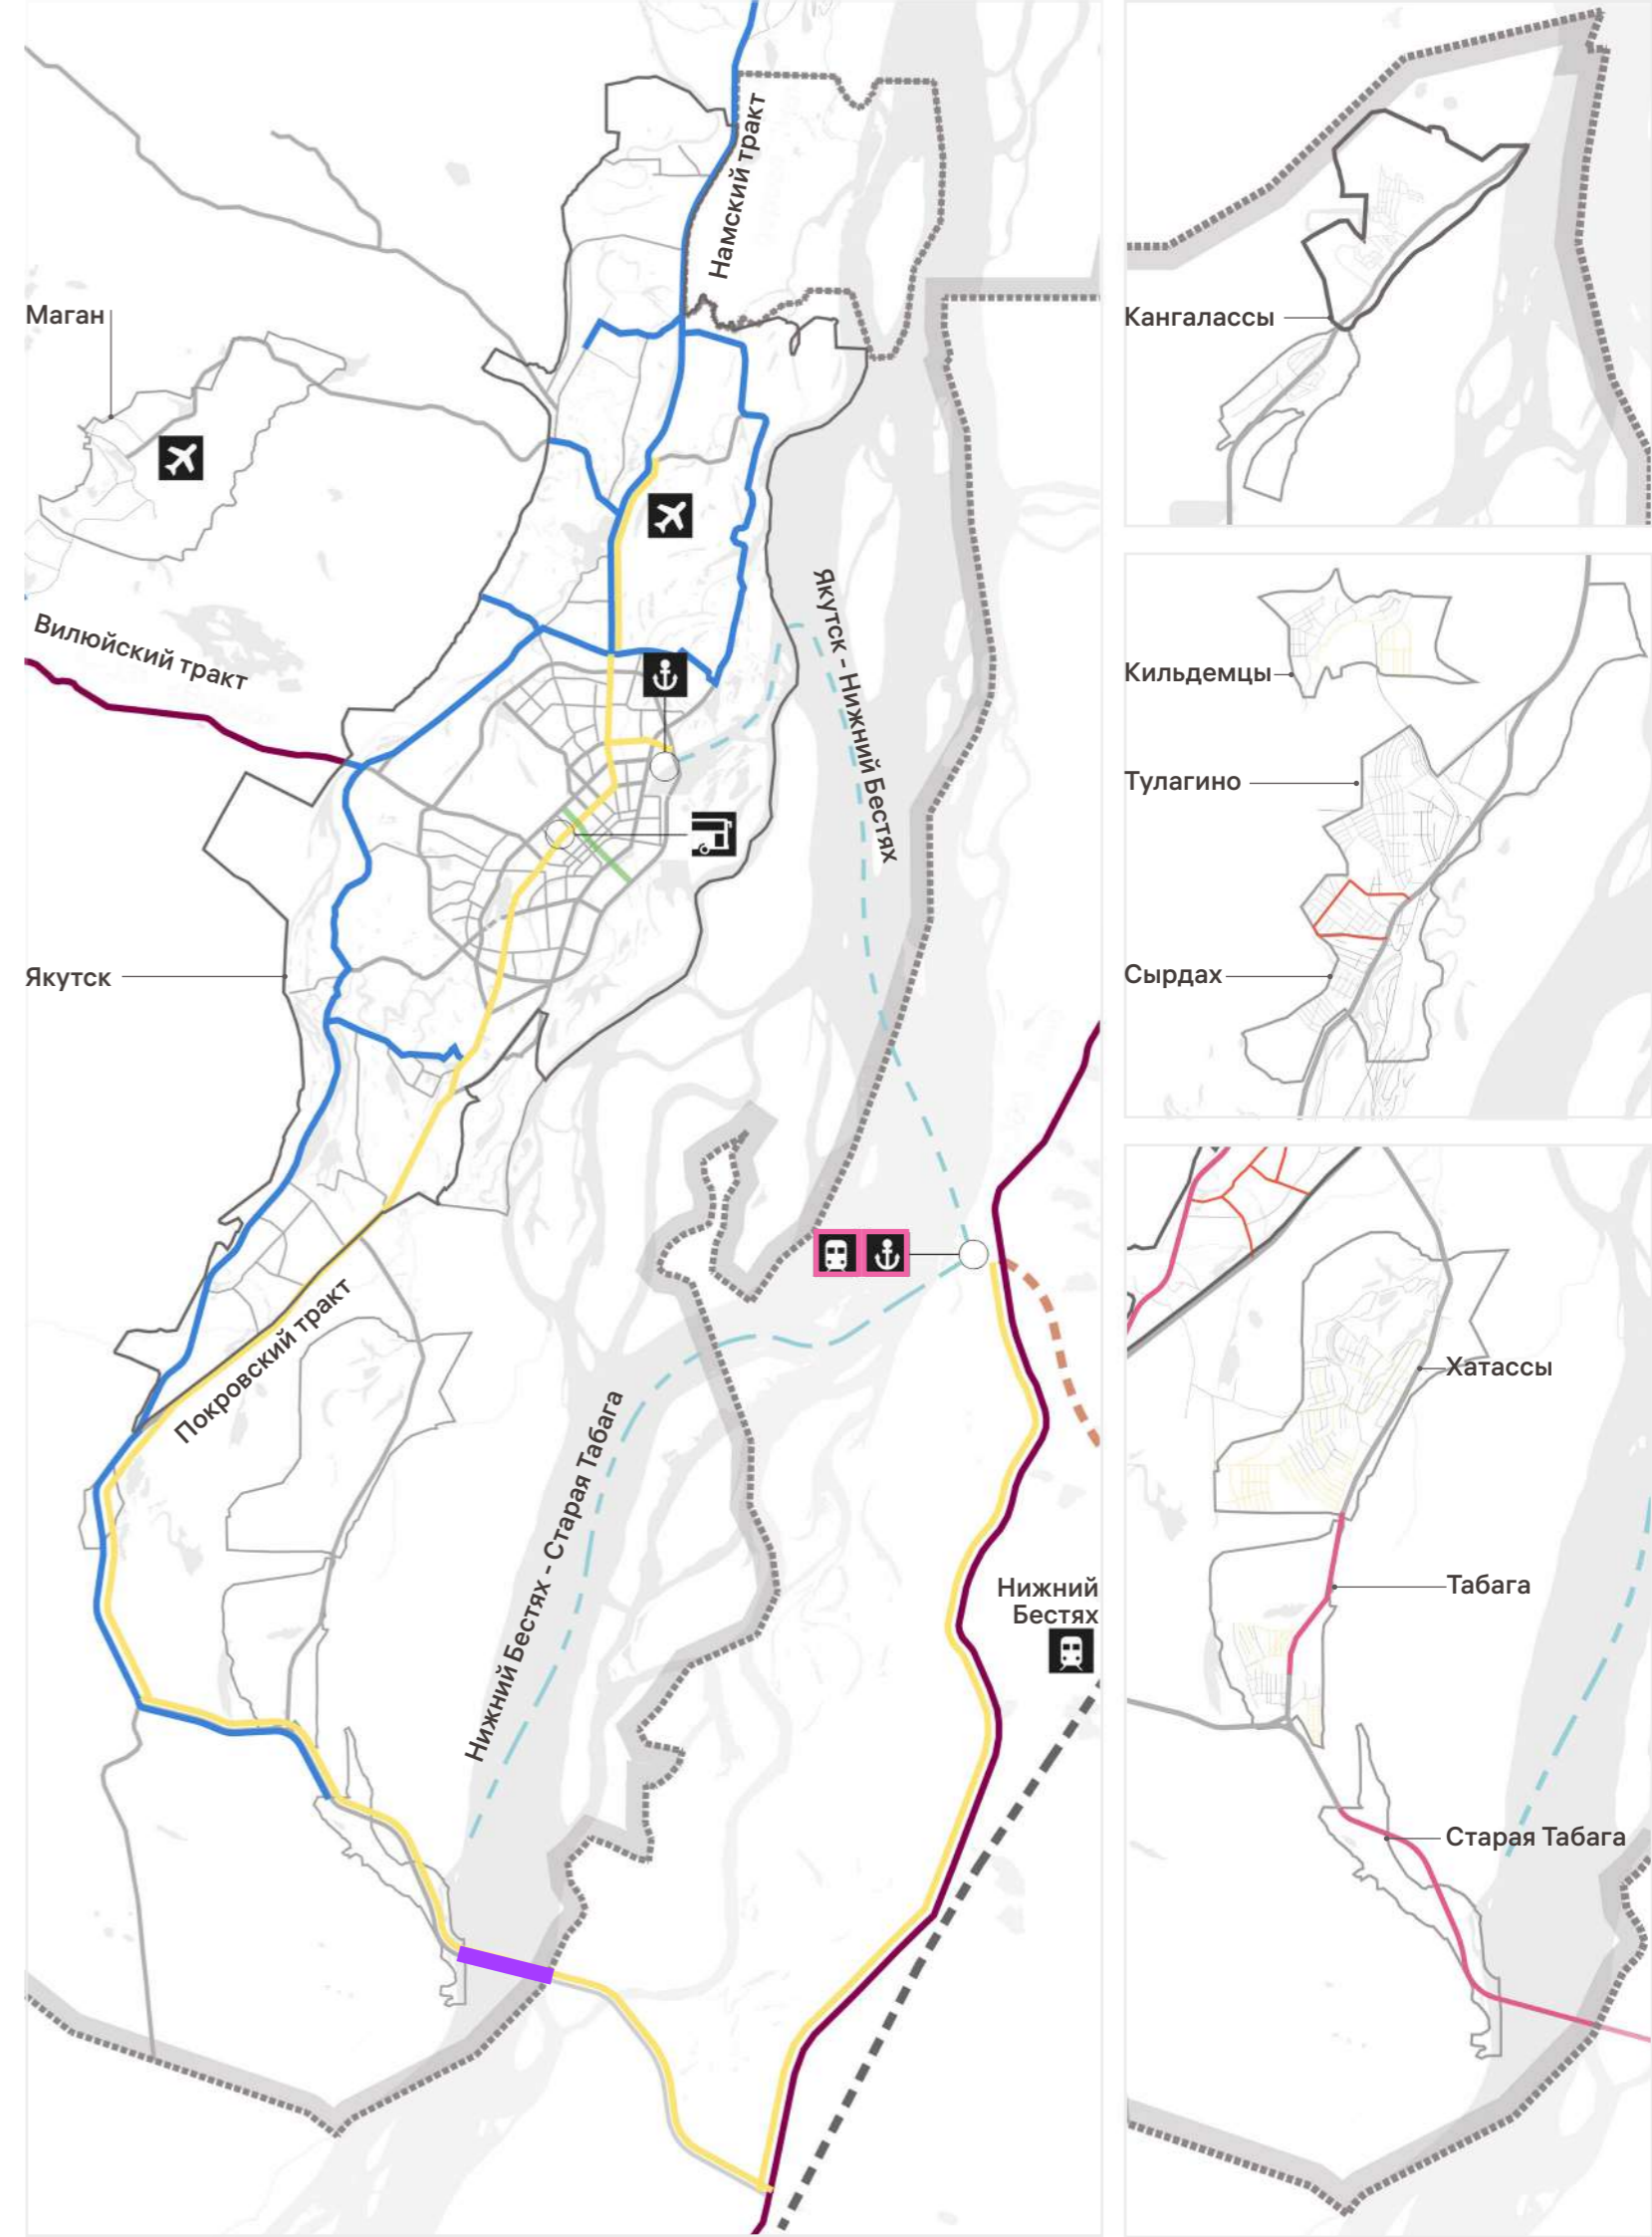 Намский тракт
Маган
Вилюйский тракт
Якутск - Нижний Бестях
Якутск
Покровский тракт
Нижний Бестях - Старая Табага
Нижний
Бестях
Кангалассы
Кильдемцы
Тулагино
Сырдах
Хатассы
Табага
Старая Табага